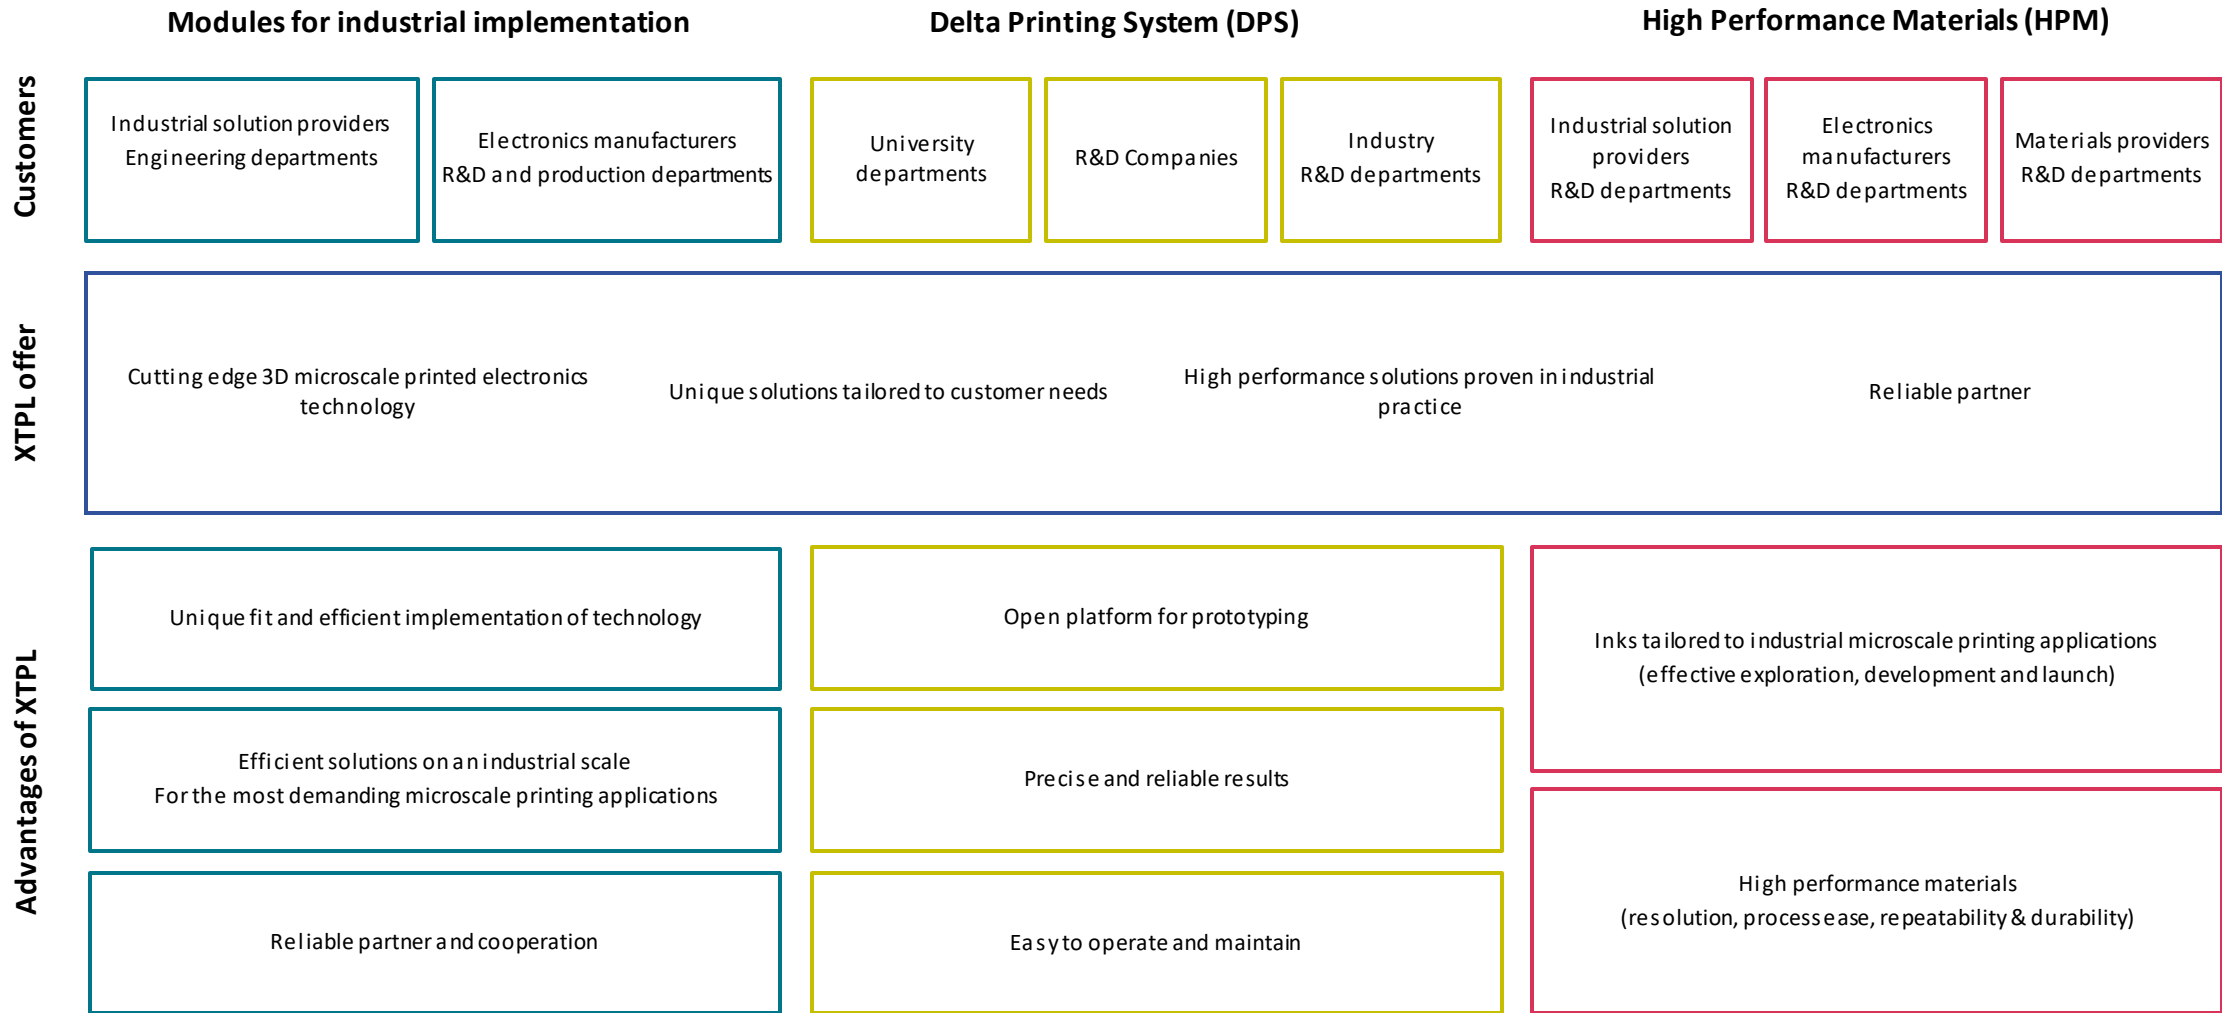 Modules for industrial implementation
Delta Printing System (DPS)
High Performance Materials (HPM)
Customers
Industrial solution providers
Engineering departments
Electronics manufacturers
R&D and production departments
University
departments
R&D Companies
Industry
R&D departments
Industrial solution
providers
R&D departments
Electronics
manufacturers
R&D departments
Materials providers
R&D departments
XTPL offer
Cutting edge 3D microscale printed electronics
technology
Unique solutions tailored to customer needs
High performance solutions proven in industrial
practice
Reliable partner
Advantages of XTPL
Unique fit and efficient implementation of technology
Efficient solutions on an industrial scale
For the most demanding microscale printing applications
Reliable partner and cooperation
Open platform for prototyping
Precise and reliable results
Easy to operate and maintain
Inks tailored to industrial microscale printing applications
(effective exploration, development and launch)
High performance materials
(resolution, process ease, repeatability & durability)